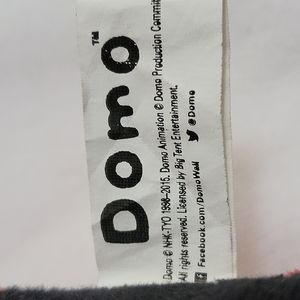 Domo™
Domo © NHK-TYO 1998-2015. Domo Animation © Domo Production Committ
All rights reserved. Licensed by Big Tent Entertainment.
Facebook.com/DomoWall @Domo